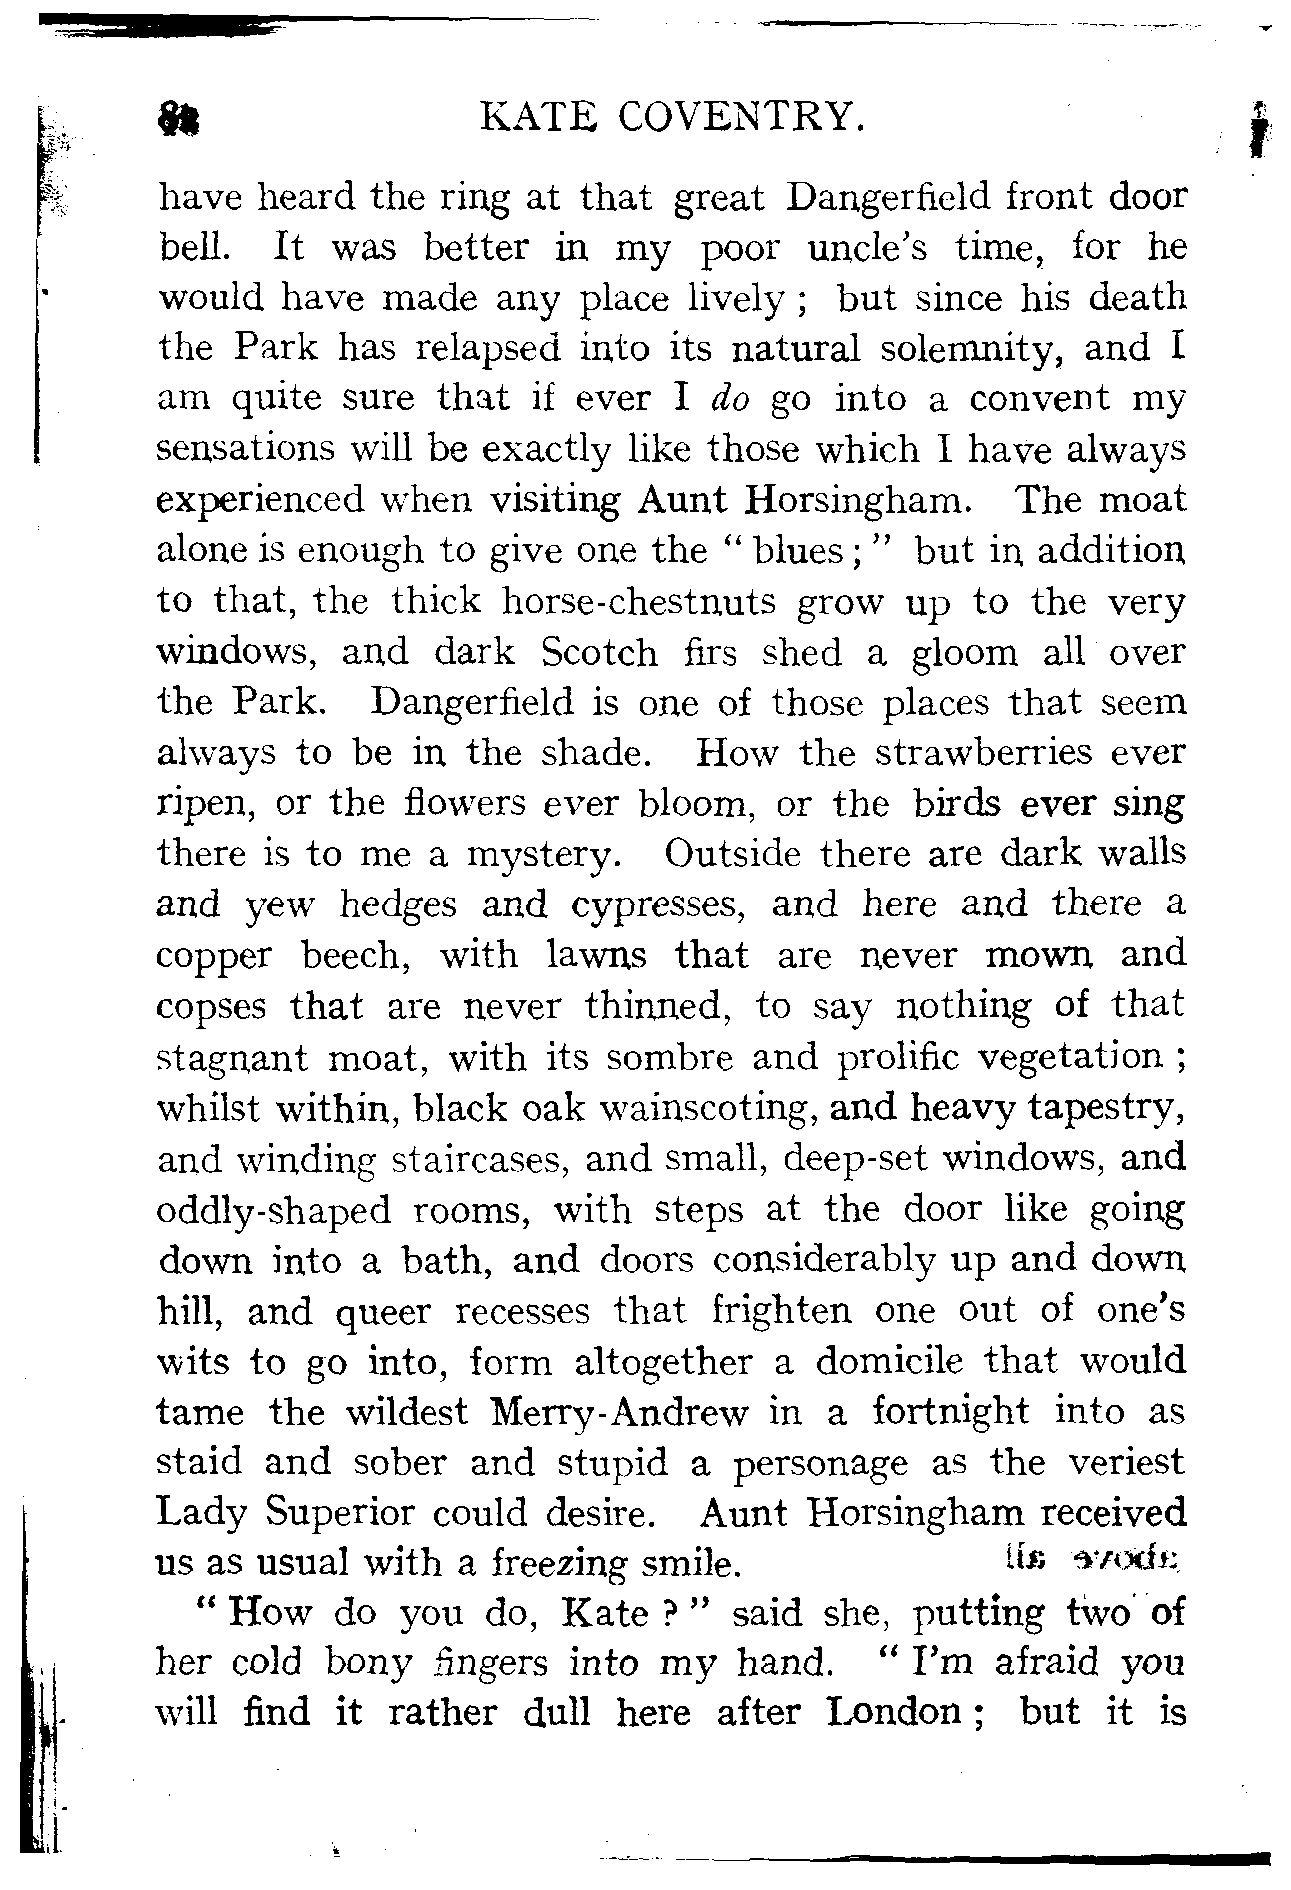 KATE COVENTRY.
have heard the ring at that great Dangerfield front door
bell. It was better in my poor uncle's time, for he
would have made any place lively ; but since his death
the Park has relapsed into its natural solemnity, and I
am quite sure that if ever I do go into a convent my
sensations will be exactly like those which I have always
experienced when visiting Aunt Horsingham. The moat
alone is enough to give one the " blues ; " but in addition
to that, the thick horse-chestnuts grow up to the very
windows, and dark Scotch firs shed a gloom all over
the Park. Dangerfield is one of those places that seem
always to be in the shade. How the strawberries ever
ripen, or the flowers ever bloom, or the birds ever sing
there is to me a mystery. Outside there are dark walls
and yew hedges and cypresses, and here and there a
copper beech, with lawns that are never mown and
copses that are never thinned, to say nothing of that
stagnant moat, with its sombre and prolific vegetation ;
whilst within, black oak wainscoting, and heavy tapestry,
and winding staircases, and small, deep-set windows, and
oddly-shaped rooms, with steps at the door like going
down into a bath, and doors considerably up and down
hill, and queer recesses that frighten one out of one's
wits to go into, form altogether a domicile that would
tame the wildest Merry-Andrew in a fortnight into as
staid and sober and stupid a personage as the veriest
Lady Superior could desire. Aunt Horsingham received
us as usual with a freezing smile.
" How do you do, Kate ? " said she, putting two of
her cold bony fingers into my hand. " I'm afraid you
will find it rather dull here after London ; but it is